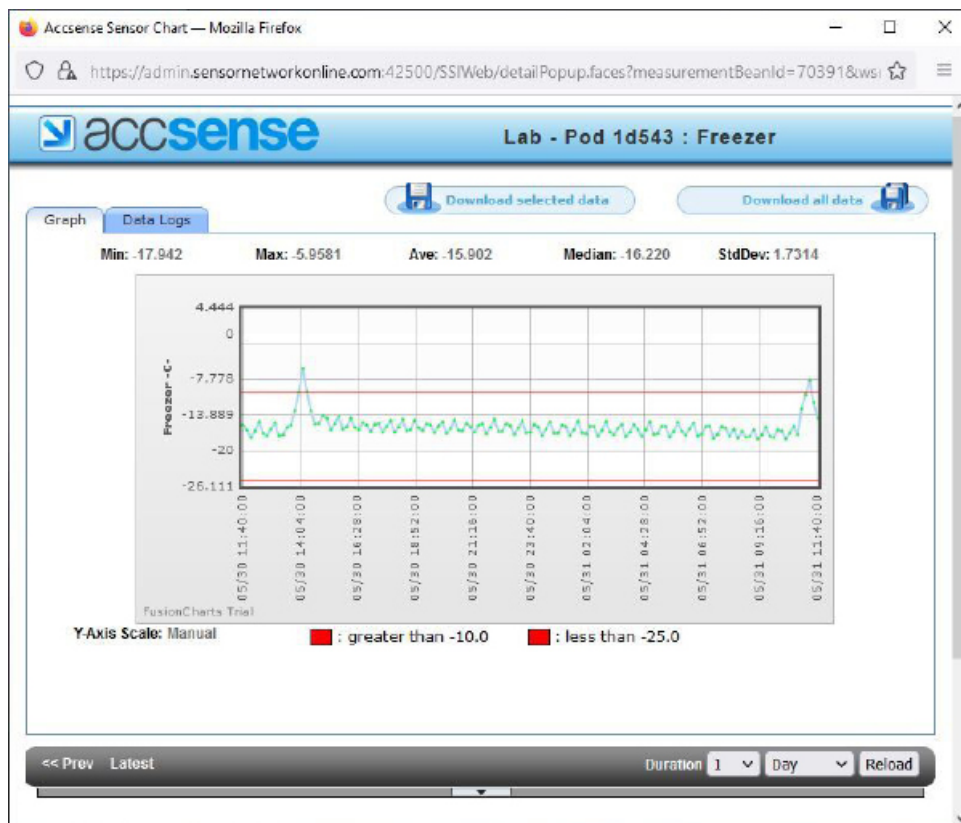 Accsense Sensor Chart — Mozilla Firefox
https://admin.sensornetworkonline.com:42500/SSIWeb/detailPopup.faces?measurementBeanId=70391&ws
accsense
Lab - Pod 1d543 : Freezer
Download selected data
Download all data
Graph
Data Logs
Min: -17.942 Max: -5.9581 Ave: -15.902 Median: -16.220 StdDev: 1.7314
4.444
0
-7.778
-13.889
-20
-26.111
Freezer -C-
05/30 11:40:00
05/30 14:04:00
05/30 16:28:00
05/30 18:52:00
05/30 21:16:00
05/30 23:40:00
05/31 02:04:00
05/31 04:28:00
05/31 06:52:00
05/31 09:16:00
05/31 11:40:00
FusionCharts Trial
Y-Axis Scale: Manual
: greater than -10.0
: less than -25.0
<< Prev Latest
Duration 1 Day Reload